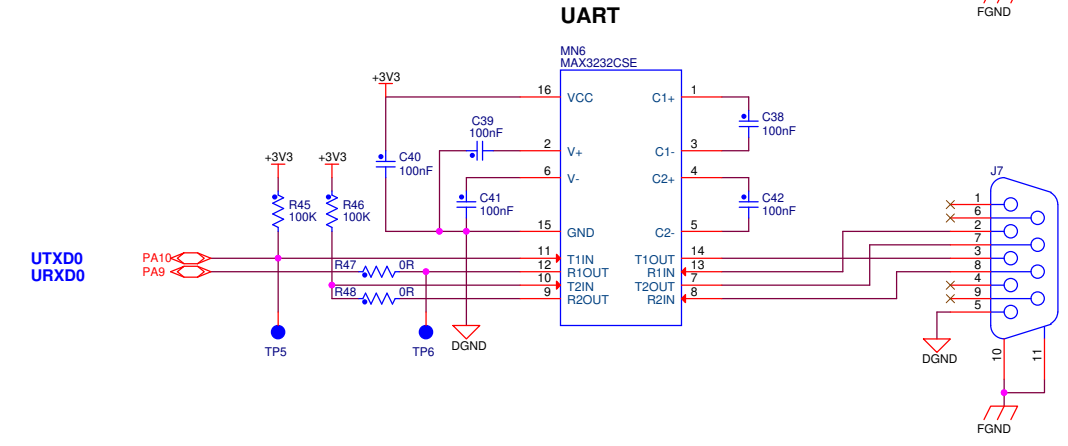 UART
FGND
MN6
MAX3232CSE
+3V3
16 VCC C1+ 1
C39
100nF
C38
100nF
2 V+ C1- 3
+3V3 +3V3
C40
100nF
6 V- C2+ 4
R45
100K
R46
100K
C41
100nF
C42
100nF
15 GND C2- 5
UTXD0 PA10 11 T1IN T1OUT 14
URXD0 PA9 R47 0R 12 R1OUT R1IN 13
10 T2IN T2OUT 7
R48 0R 9 R2OUT R2IN 8
TP5
TP6
DGND
J7
1
6
2
7
3
8
4
9
5
DGND
10 11
FGND